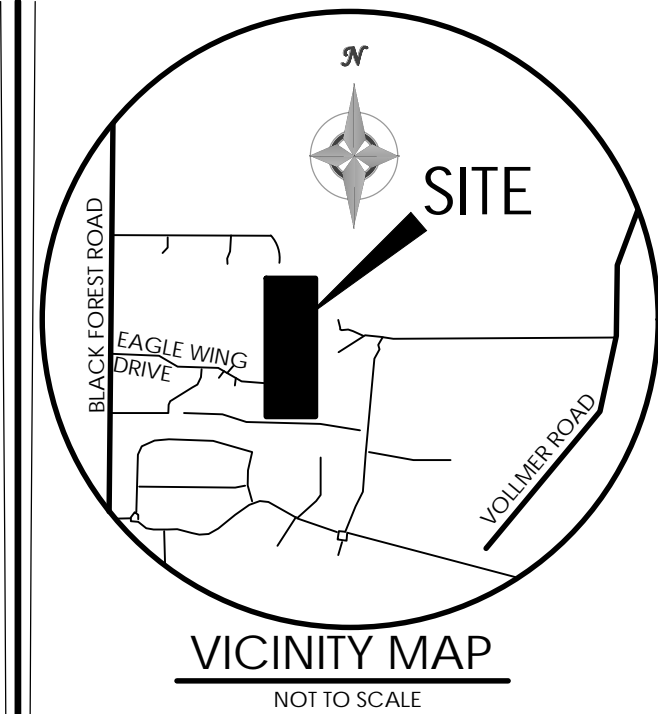 N
SITE
BLACK FOREST ROAD
EAGLE WING
DRIVE
VOLLMER ROAD
VICINITY MAP
NOT TO SCALE